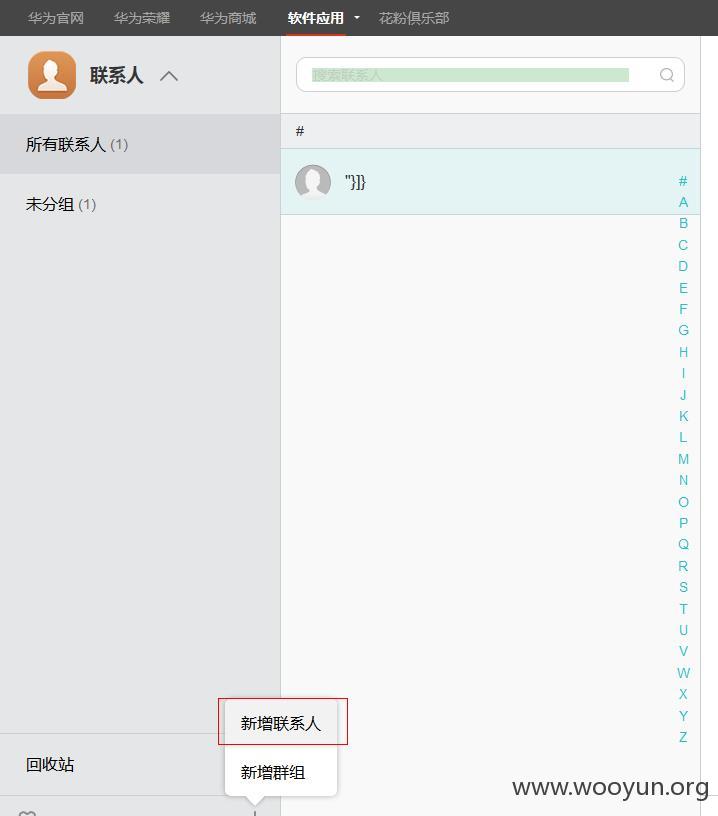 华为官网 华为荣耀 华为商城 软件应用 花粉俱乐部
联系人
搜索联系人
所有联系人 (1)
#
"}]}
未分组 (1)
#
A
B
C
D
E
F
G
H
I
J
K
L
M
N
O
P
Q
R
S
T
U
V
W
X
Y
Z
新增联系人
回收站
新增群组
www.wooyun.org